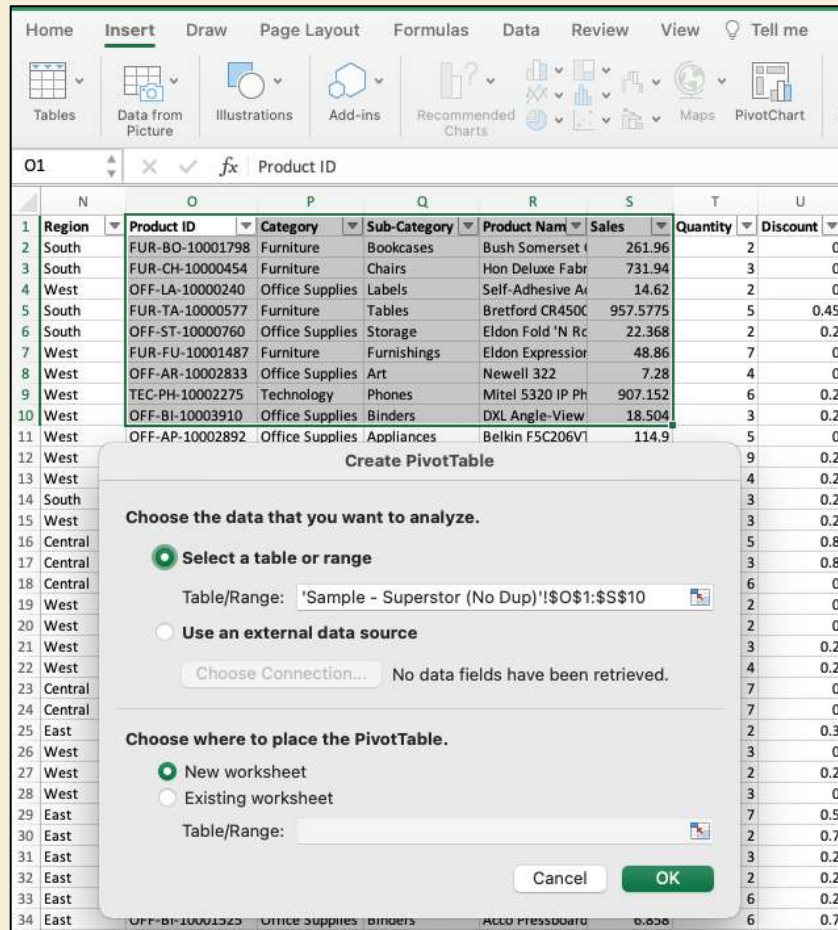 Home Insert Draw Page Layout Formulas Data Review View Tell me
Tables Data from Picture Illustrations Add-ins Recommended Charts Maps PivotChart
O1 fx Product ID
N O P Q R S T U
1 Region Product ID Category Sub-Category Product Nam Sales Quantity Discount
2 South FUR-BO-10001798 Furniture Bookcases Bush Somerset 261.96 2 0
3 South FUR-CH-10000454 Furniture Chairs Hon Deluxe Fabr 731.94 3 0
4 West OFF-LA-10000240 Office Supplies Labels Self-Adhesive 14.62 2 0
5 South FUR-TA-10000577 Furniture Tables Bretford CR4500 957.5775 5 0.45
6 South OFF-ST-10000760 Office Supplies Storage Eldon Fold 'N Ro 22.368 2 0.2
7 West FUR-FU-10001487 Furniture Furnishings Eldon Expression 48.86 7 0
8 West OFF-AR-10002833 Office Supplies Art Newell 322 7.28 4 0
9 West TEC-PH-10002275 Technology Phones Mitel 5320 IP Ph 907.152 6 0.2
10 West OFF-BI-10003910 Office Supplies Binders DXL Angle-View 18.504 3 0.2
11 West OFF-AP-10002892 Office Supplies Appliances Belkin F5C206VT 114.9 5 0
12 West 9 0.2
13 West 4 0.2
14 South 3 0.2
15 West 3 0.2
16 Central 5 0.8
17 Central 3 0.8
18 Central 6 0
19 West 2 0
20 West 2 0
21 West 3 0.2
22 West 4 0.2
23 Central 7 0
24 Central 7 0
25 East 2 0.3
26 West 3 0
27 West 2 0.2
28 West 3 0
29 East 7 0.5
30 East 2 0.7
31 East 3 0.2
32 East 2 0.2
33 East 6 0.2
34 East OFF-BI-10001525 Office Supplies Binders Acco Pressboard 6.858 6 0.7
Create PivotTable
Choose the data that you want to analyze.
Select a table or range
Table/Range: 'Sample - Superstor (No Dup)'!$O$1:$S$10
Use an external data source
Choose Connection... No data fields have been retrieved.
Choose where to place the PivotTable.
New worksheet
Existing worksheet
Table/Range:
Cancel OK